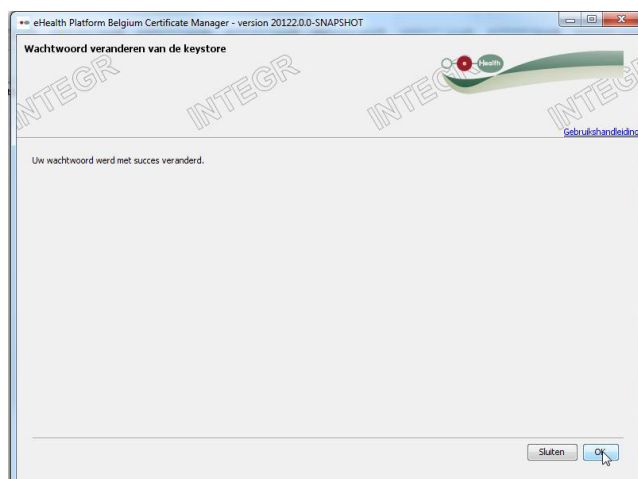 eHealth Platform Belgium Certificate Manager - version 20122.0.0-SNAPSHOT
Wachtwoord veranderen van de keystore
e Health
INTEGR INTEGR INTEGR INTEGR
Gebruikshandleiding
Uw wachtwoord werd met succes veranderd.
Sluiten OK